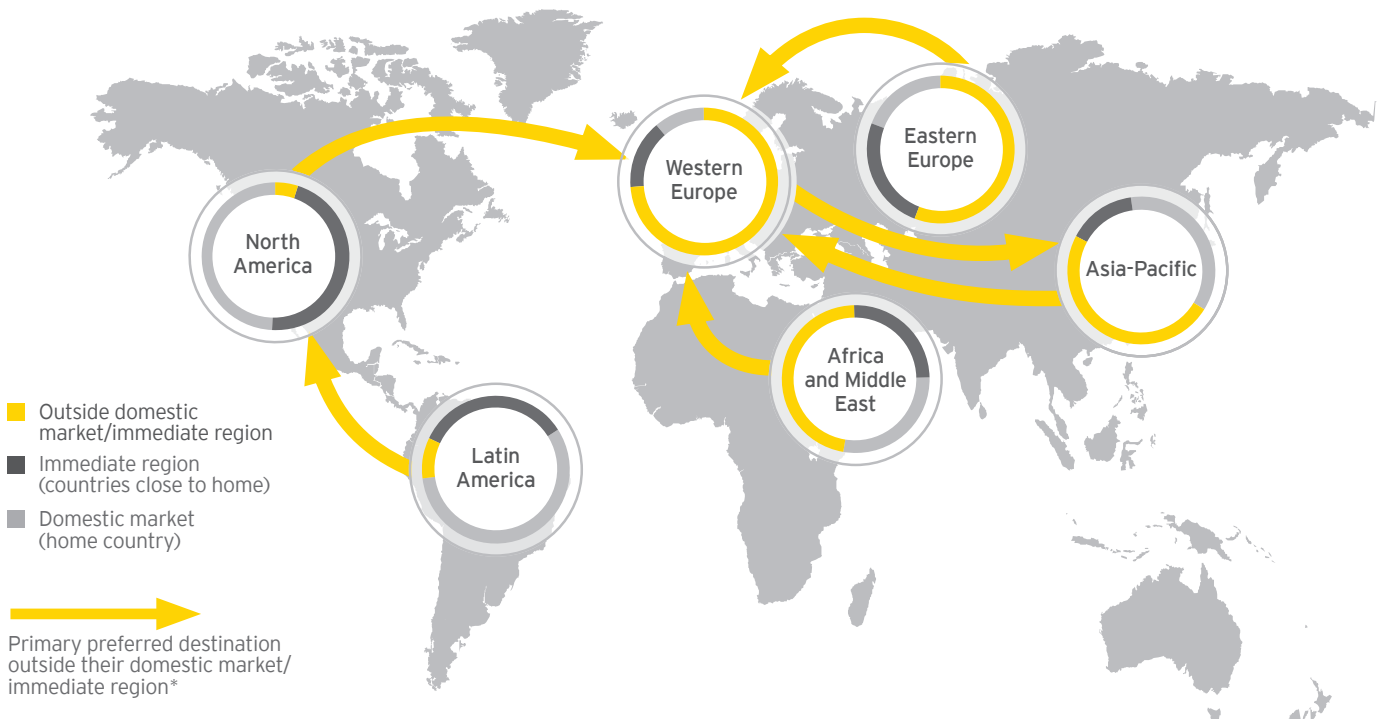 Eastern
Europe
Western
Europe
North
America
Asia-Pacific
Africa
and Middle
East
Latin
America
Outside domestic
market/immediate region
Immediate region
(countries close to home)
Domestic market
(home country)
Primary preferred destination
outside their domestic market/
immediate region*